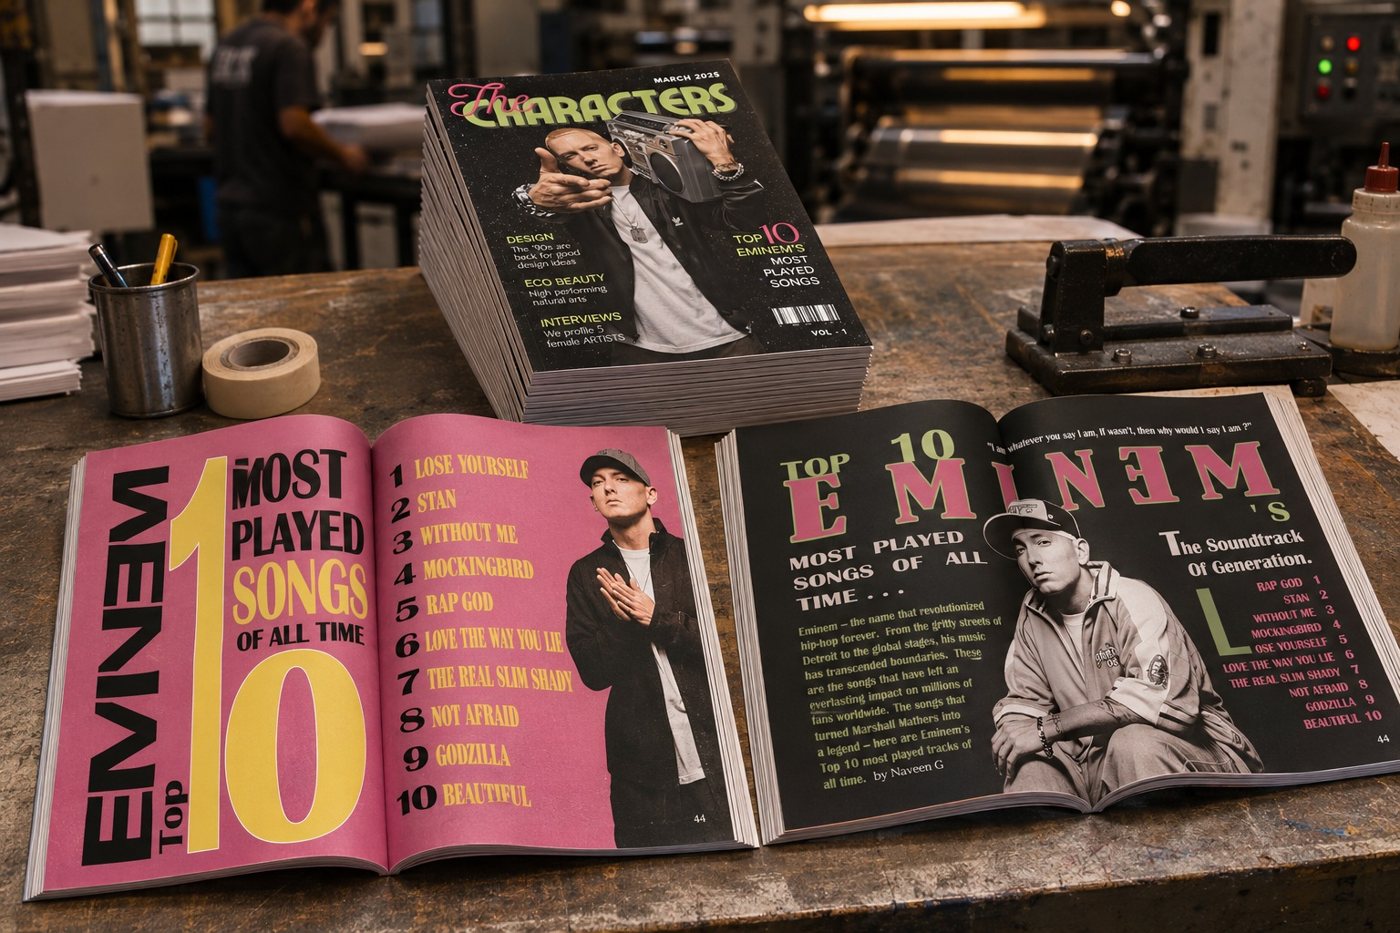 MARCH 2025
The
CHARACTERS
DESIGN
The '90s are
back for good
design ideas
ECO BEAUTY
High performing
natural arts
INTERVIEWS
We profile 5
female ARTISTS
TOP 10
EMINEM'S
MOST
PLAYED
SONGS
VOL - 1
EMINEM
Top
10
MOST
PLAYED
SONGS
OF ALL TIME
1 LOSE YOURSELF
2 STAN
3 WITHOUT ME
4 MOCKINGBIRD
5 RAP GOD
6 LOVE THE WAY YOU LIE
7 THE REAL SLIM SHADY
8 NOT AFRAID
9 GODZILLA
10 BEAUTIFUL
44
"I am whatever you say I am, If wasn't, then why would I say I am ?"
TOP 10
EMINEM
'S
MOST PLAYED
SONGS OF ALL
TIME . . .
Eminem – the name that revolutionized
hip-hop forever. From the gritty streets of
Detroit to the global stages, his music
has transcended boundaries. These
are the songs that have left an
everlasting impact on millions of
fans worldwide. The songs that
turned Marshall Mathers into
a legend – here are Eminem's
Top 10 most played tracks of
all time. by Naveen G
The Soundtrack
Of Generation.
RAP GOD 1
STAN 2
WITHOUT ME 3
MOCKINGBIRD 4
LOSE YOURSELF 5
LOVE THE WAY YOU LIE 6
THE REAL SLIM SHADY 7
NOT AFRAID 8
GODZILLA 9
BEAUTIFUL 10
44